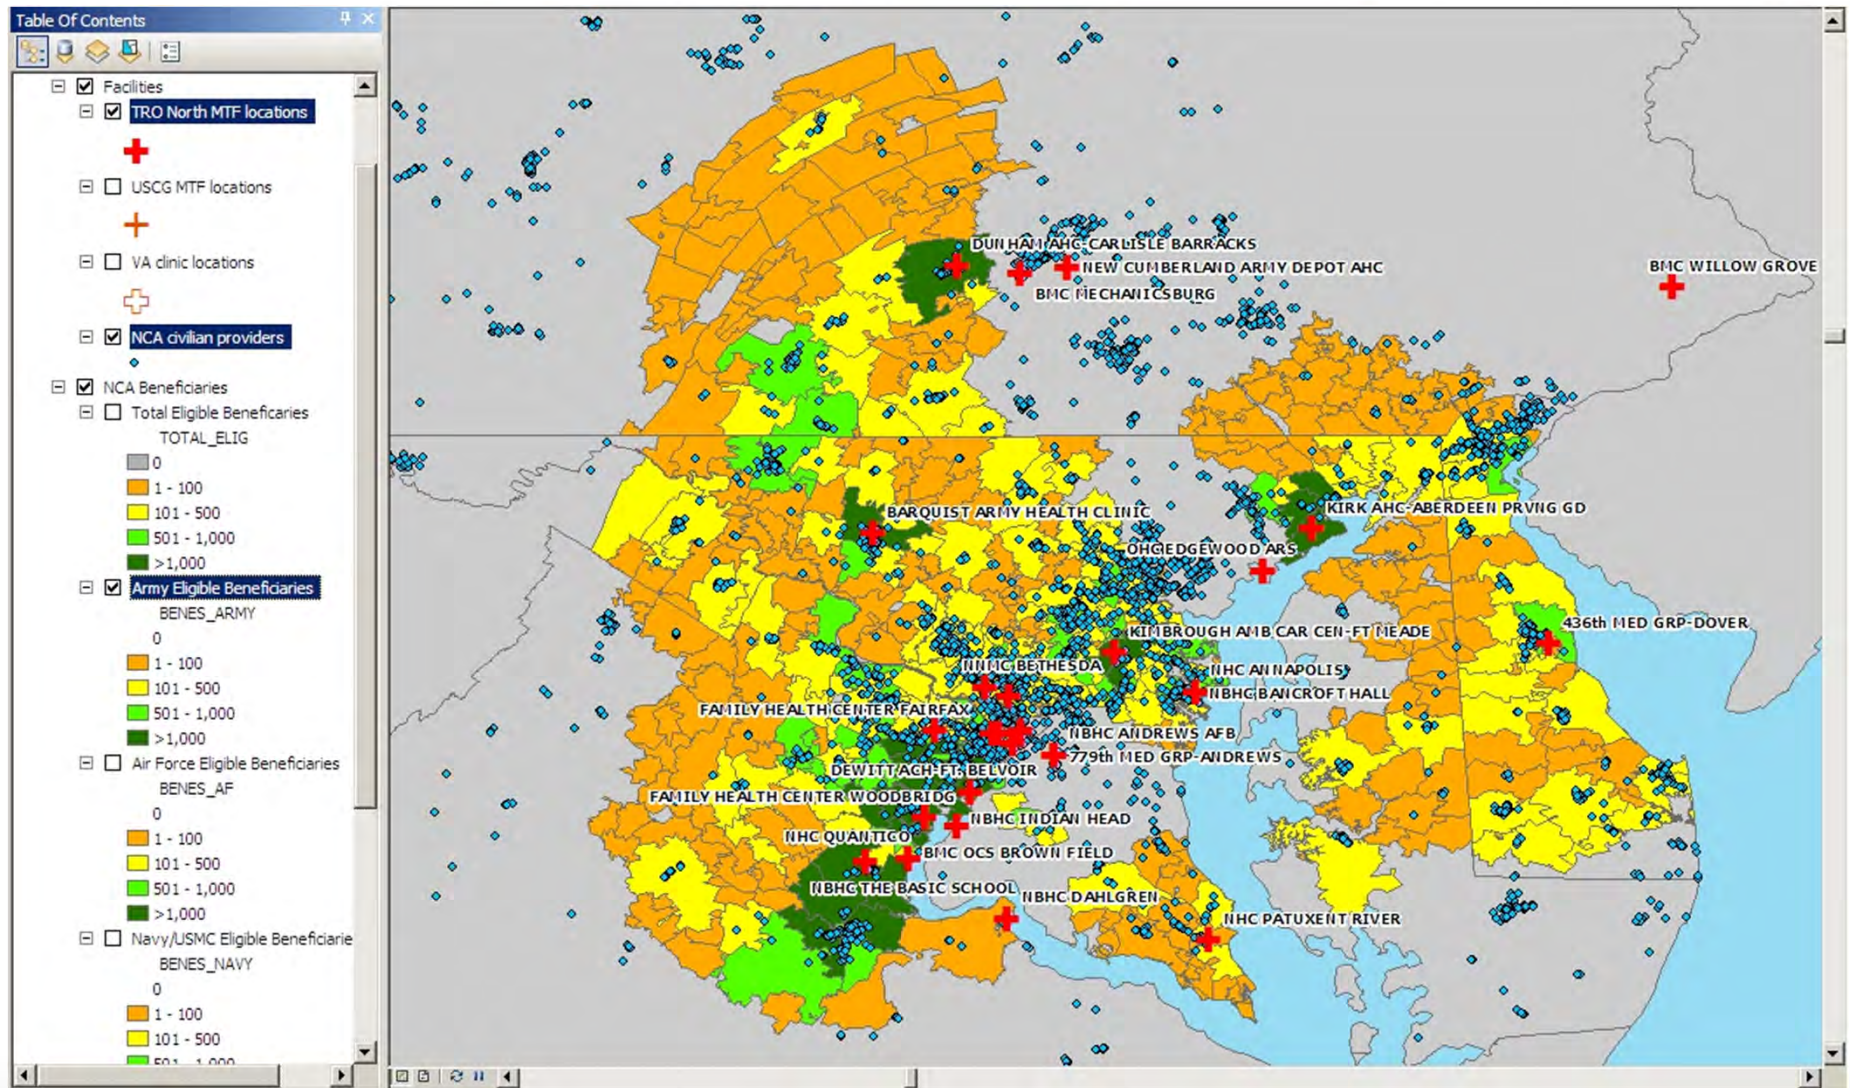 Table Of Contents
Facilities
TRO North MTF locations
USCG MTF locations
VA clinic locations
NCA civilian providers
NCA Beneficiaries
Total Eligible Beneficaries
TOTAL_ELIG
0
1 - 100
101 - 500
501 - 1,000
>1,000
Army Eligible Beneficiaries
BENES_ARMY
0
1 - 100
101 - 500
501 - 1,000
>1,000
Air Force Eligible Beneficiaries
BENES_AF
0
1 - 100
101 - 500
501 - 1,000
>1,000
Navy/USMC Eligible Beneficiarie
BENES_NAVY
0
1 - 100
101 - 500
501 - 1,000
DUNHAM AHC-CARLISLE BARRACKS
NEW CUMBERLAND ARMY DEPOT AHC
BMC MECHANICSBURG
BMC WILLOW GROVE
BARQUIST ARMY HEALTH CLINIC
KIRK AHC-ABERDEEN PRVNG GD
OHC EDGEWOOD ARS
436th MED GRP-DOVER
KIMBROUGH AMB CAR CEN-FT MEADE
NNMC BETHESDA
NHC ANNAPOLIS
NBHC BANCROFT HALL
FAMILY HEALTH CENTER FAIRFAX
NBHC ANDREWS AFB
779th MED GRP-ANDREWS
DEWITT ACH-FT. BELVOIR
FAMILY HEALTH CENTER WOODBRIDG
NBHC INDIAN HEAD
NHC QUANTICO
BMC OCS BROWN FIELD
NBHC THE BASIC SCHOOL
NBHC DAHLGREN
NHC PATUXENT RIVER